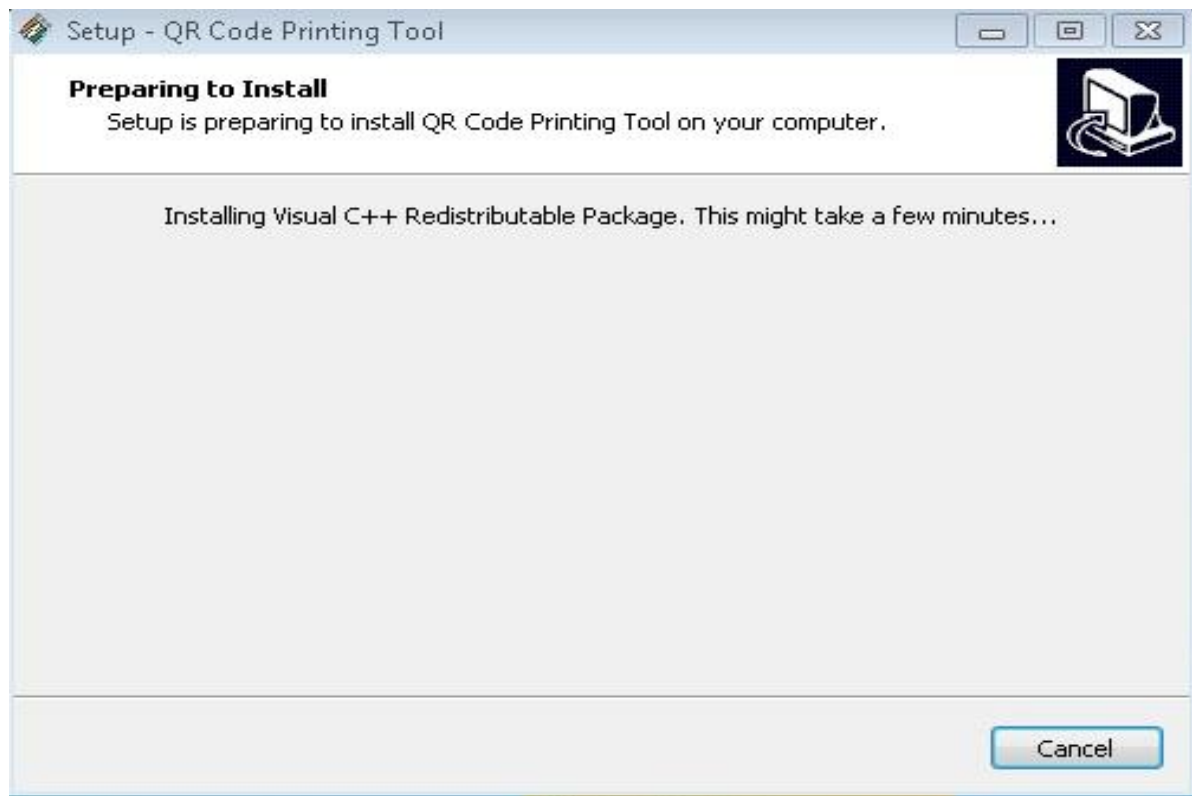 Setup - QR Code Printing Tool
Preparing to Install
Setup is preparing to install QR Code Printing Tool on your computer.
Installing Visual C++ Redistributable Package. This might take a few minutes...
Cancel